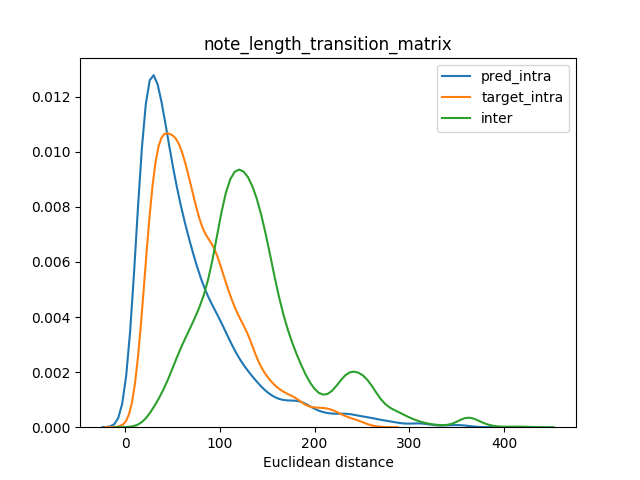 note_length_transition_matrix
pred_intra
target_intra
inter
0.012
0.010
0.008
0.006
0.004
0.002
0.000
0 100 200 300 400
Euclidean distance